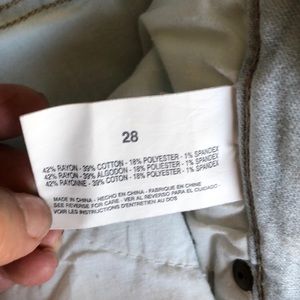 28
42% RAYON - 39% COTTON - 18% POLYESTER - 1% SPANDEX
42% RAYON - 39% ALGODON - 18% POLIESTER - 1% SPANDEX
42% RAYONNE - 39% COTON - 18% POLYESTER - 1% SPANDEX
MADE IN CHINA - HECHO EN CHINA - FABRIQUE EN CHINE
SEE REVERSE FOR CARE - VER AL REVERSO PARA EL CUIDADO -
VOIR LES INSTRUCTIONS D'ENTRETIEN AU DOS